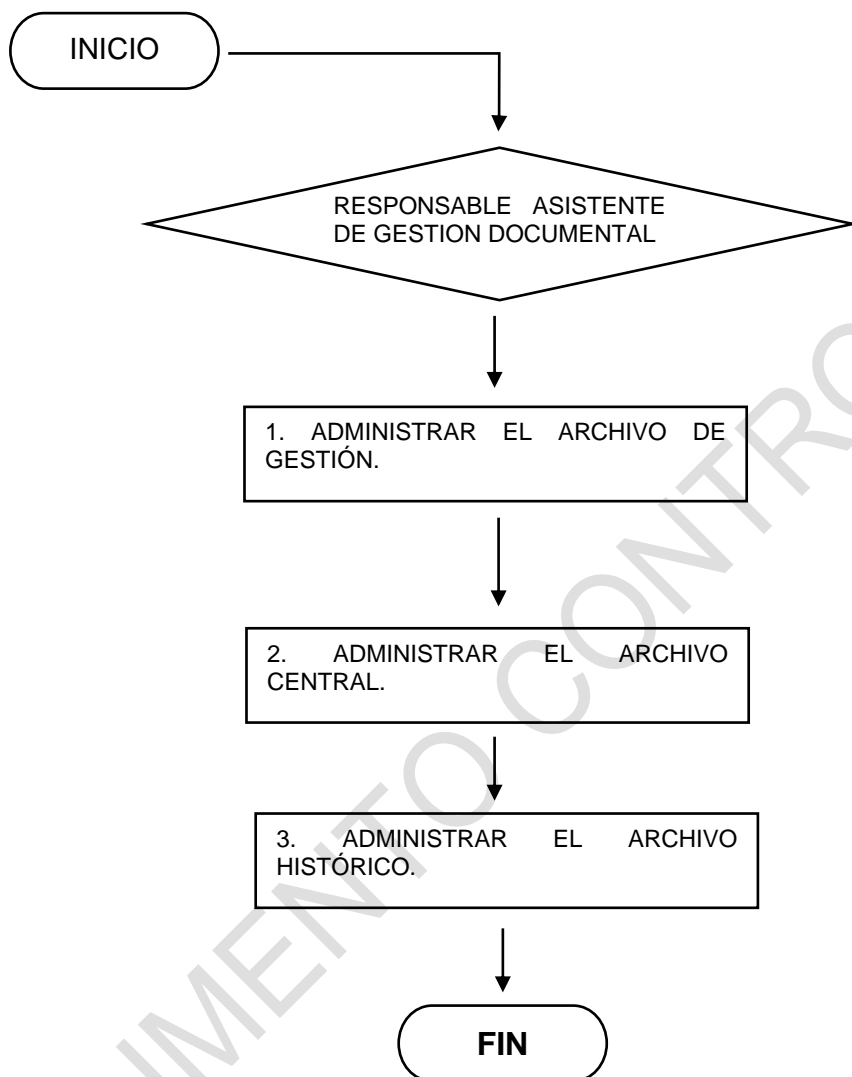 INICIO
RESPONSABLE ASISTENTE
DE GESTION DOCUMENTAL
1. ADMINISTRAR EL ARCHIVO DE
GESTIÓN.
2. ADMINISTRAR EL ARCHIVO
CENTRAL.
3. ADMINISTRAR EL ARCHIVO
HISTÓRICO.
FIN